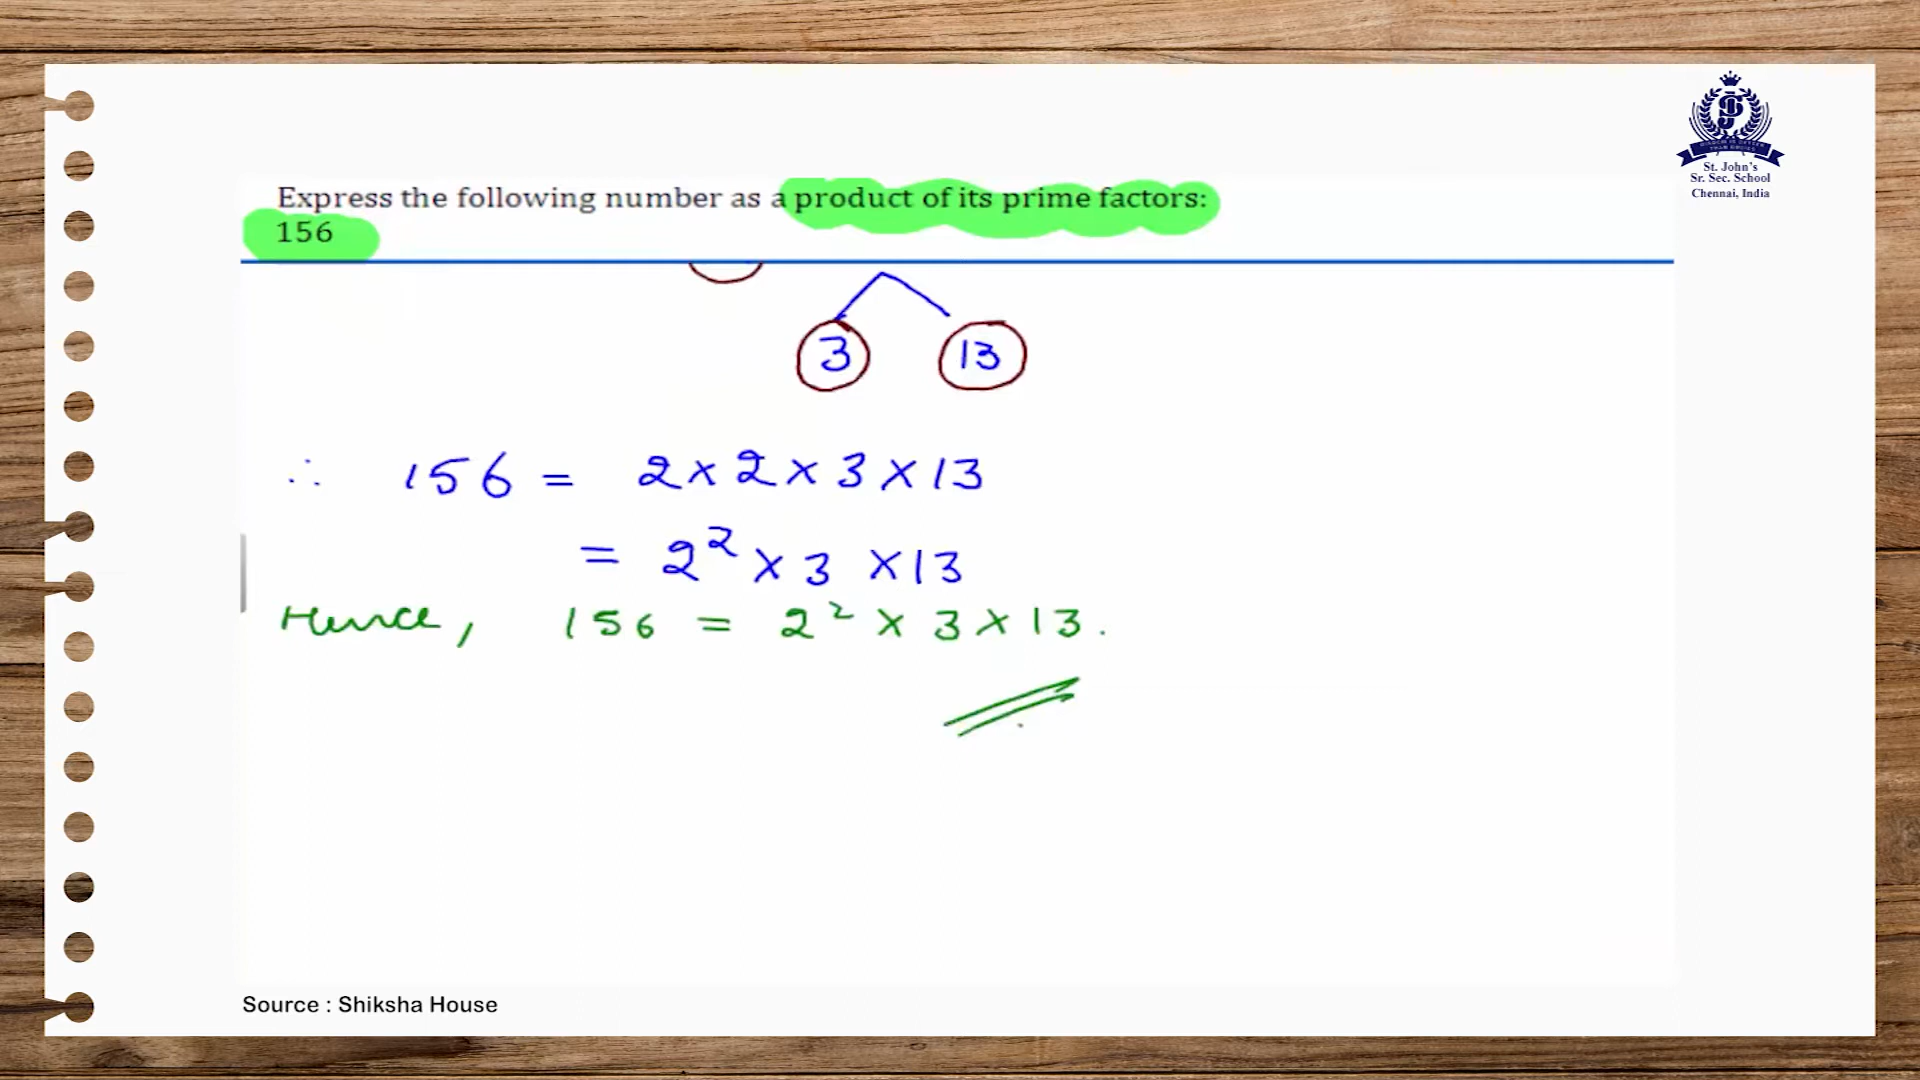 St. John's
Sr. Sec. School
Chennai, India
Express the following number as a product of its prime factors:
156
3 13
∴ 156 = 2 × 2 × 3 × 13
= 2² × 3 × 13
Hence, 156 = 2² × 3 × 13.
Source : Shiksha House